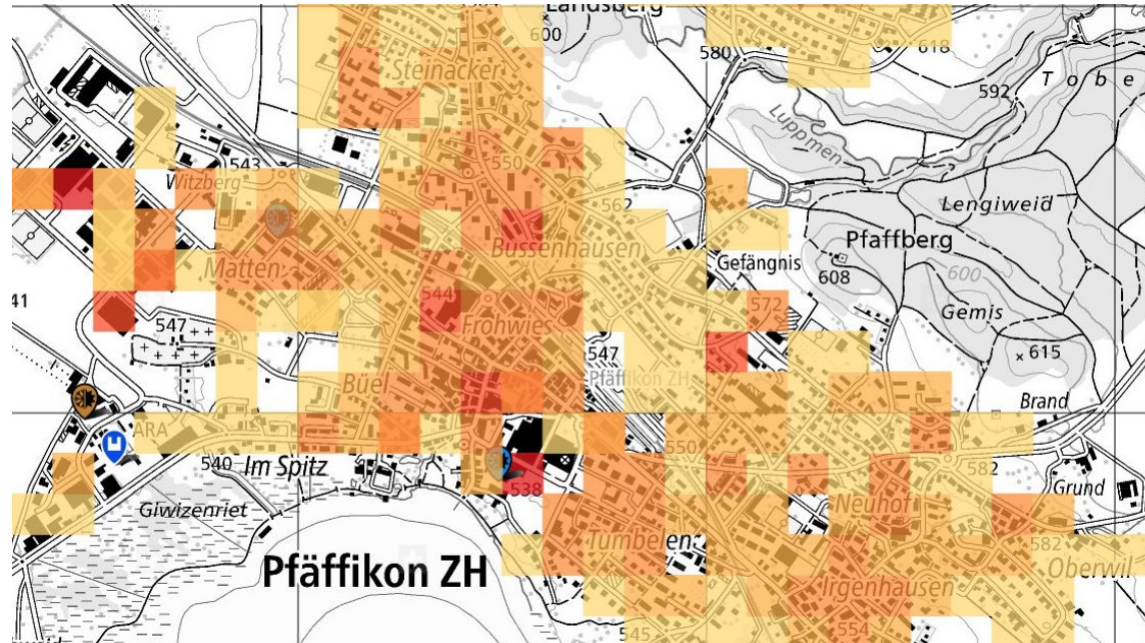 Landsberg
600
580
618
Steinacker
592
Tobe
Luppmen
550
543
Witzberg
562
Lengiweid
Bussenhausen
Pfaffberg
Matten
Gefängnis
608
600
41
544
572
Gemis
547
Frohwies
547
615
Pfäffikon ZH
Büel
Brand
ARA
550
540
Im Spitz
582
538
Grund
Giwizenriet
Neuhof
Tumbelen
582
Pfäffikon ZH
Oberwil
Irgenhausen
545
554